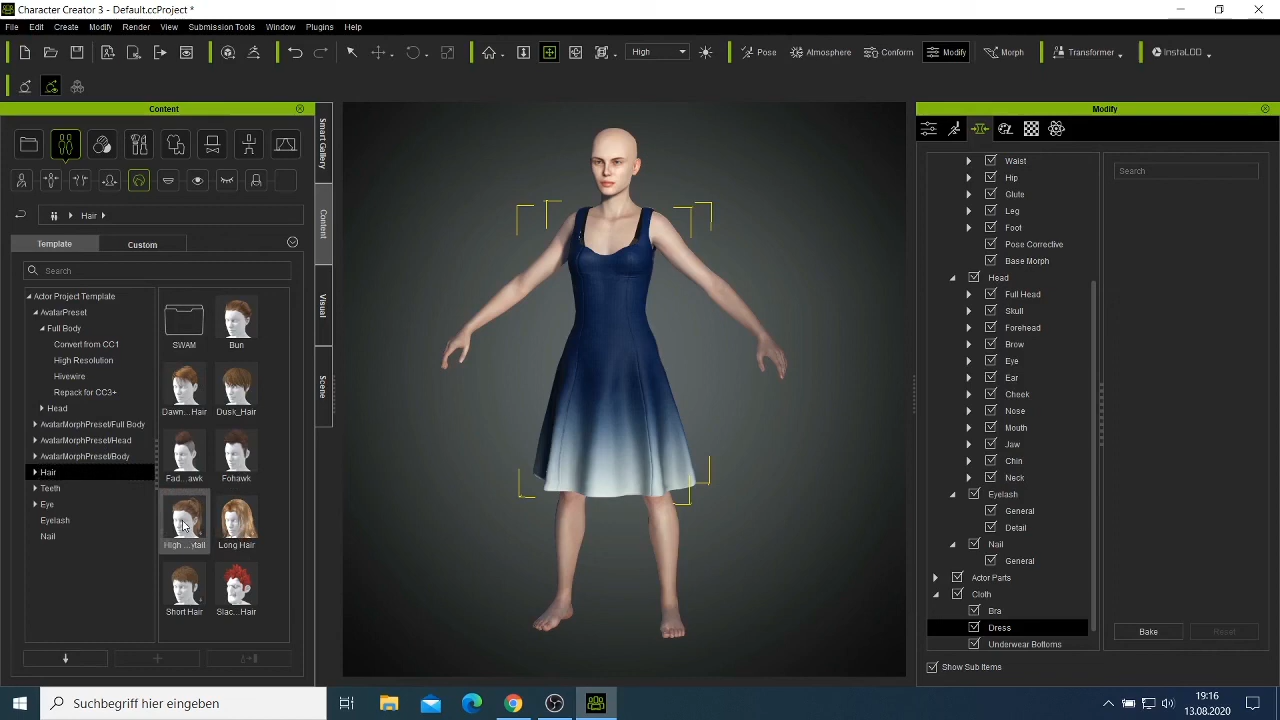 Character Creator 3 - Default.ccProject *
File Edit Create Modify Render View Submission Tools Window Plugins Help
High Pose Atmosphere Conform Modify Morph Transformer InstaLOD
Content
Hair
Template Custom
Search
Actor Project Template
AvatarPreset
Full Body
Convert from CC1
High Resolution
Hivewire
Repack for CC3+
Head
AvatarMorphPreset/Full Body
AvatarMorphPreset/Head
AvatarMorphPreset/Body
Hair
Teeth
Eye
Eyelash
Nail
SWAM Bun
Dawn...Hair Dusk_Hair
Fad...awk Fohawk
High ...ytail Long Hair
Short Hair Slac...Hair
Smart Gallery
Content
Visual
Scene
Modify
Search
Waist
Hip
Glute
Leg
Foot
Pose Corrective
Base Morph
Head
Full Head
Skull
Forehead
Brow
Eye
Ear
Cheek
Nose
Mouth
Jaw
Chin
Neck
Eyelash
General
Detail
Nail
General
Actor Parts
Cloth
Bra
Dress
Underwear Bottoms
Bake Reset
Show Sub Items
Suchbegriff hier eingeben
19:16
13.08.2020